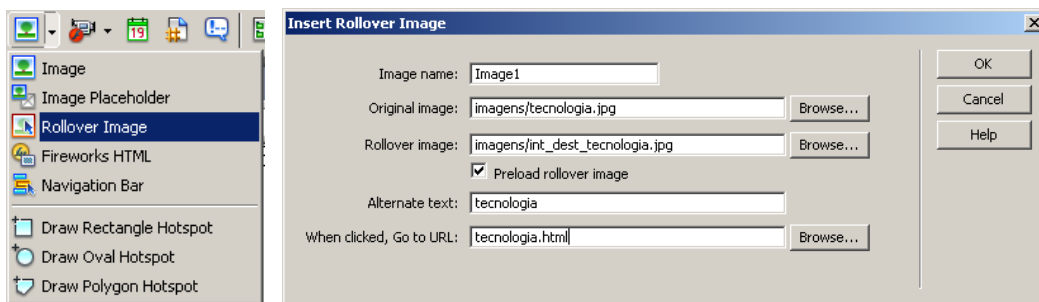 19
Image
Image Placeholder
Rollover Image
Fireworks HTML
Navigation Bar
Draw Rectangle Hotspot
Draw Oval Hotspot
Draw Polygon Hotspot
Insert Rollover Image
Image name: Image1
Original image: imagens/tecnologia.jpg Browse...
Rollover image: imagens/int_dest_tecnologia.jpg Browse...
Preload rollover image
Alternate text: tecnologia
When clicked, Go to URL: tecnologia.html Browse...
OK
Cancel
Help